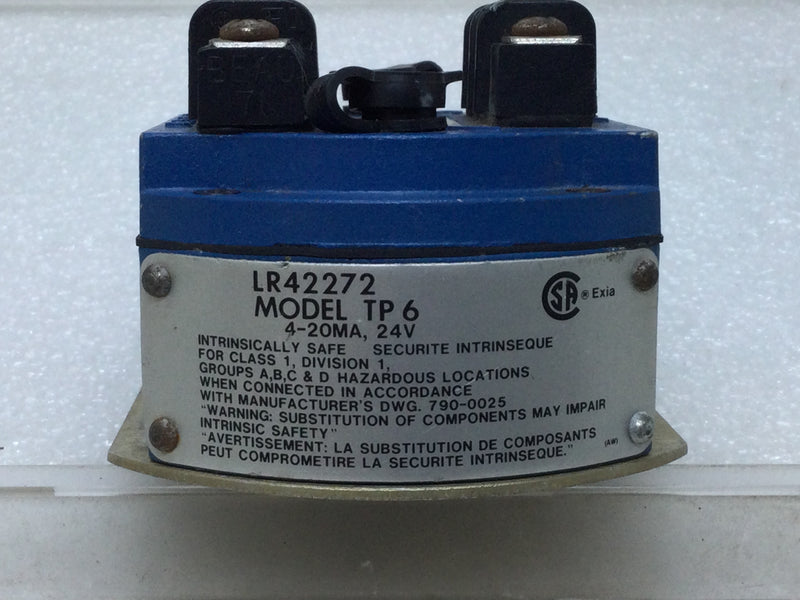 LR42272
MODEL TP 6
4-20MA, 24V
SA ® Exia
INTRINSICALLY SAFE SECURITE INTRINSEQUE
FOR CLASS 1, DIVISION 1,
GROUPS A,B,C & D HAZARDOUS LOCATIONS
WHEN CONNECTED IN ACCORDANCE
WITH MANUFACTURER'S DWG. 790-0025
"WARNING: SUBSTITUTION OF COMPONENTS MAY IMPAIR
INTRINSIC SAFETY"
"AVERTISSEMENT: LA SUBSTITUTION DE COMPOSANTS (AW)
PEUT COMPROMETIRE LA SECURITE INTRINSEQUE."